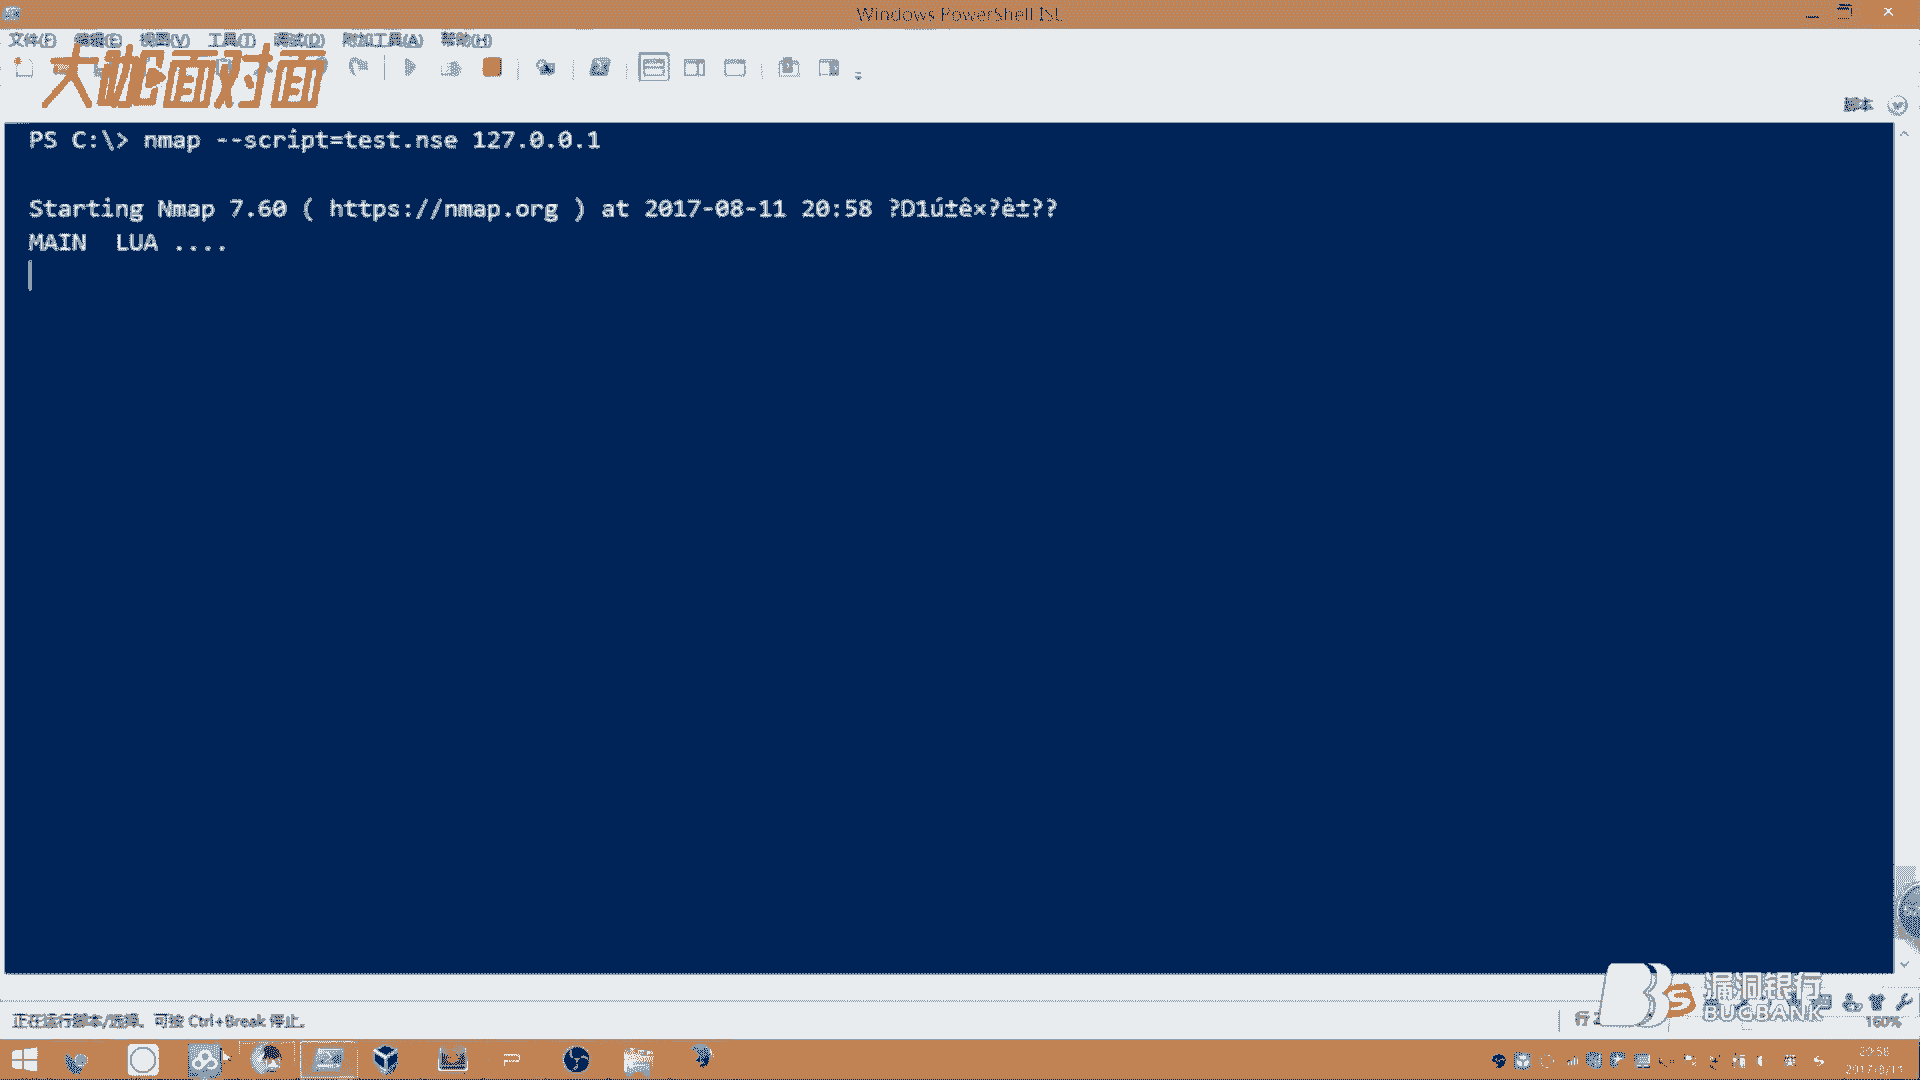 Windows PowerShell ISE
文件(F) 编辑(E) 视图(V) 工具(T) 调试(D) 附加工具(A) 帮助(H)
大咖面对面
脚本
PS C:\> nmap --script=test.nse 127.0.0.1
Starting Nmap 7.60 ( https://nmap.org ) at 2017-08-11 20:58 ?D1ú±ê×?ê±??
MAIN  LUA ....
正在运行脚本/选择。可按 Ctrl+Break 停止。
行
漏洞银行
BUGBANK
160%
20:58
2017/8/11